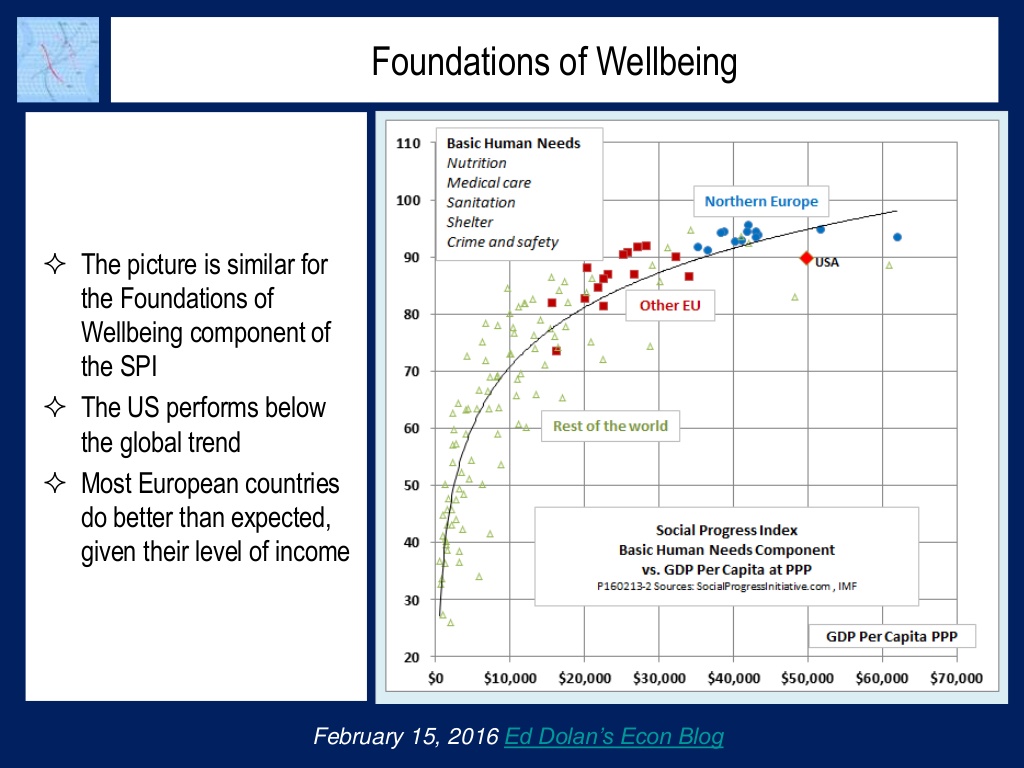 Foundations of Wellbeing
✧ The picture is similar for
the Foundations of
Wellbeing component of
the SPI
✧ The US performs below
the global trend
✧ Most European countries
do better than expected,
given their level of income
110
100
90
80
70
60
50
40
30
20
Basic Human Needs
Nutrition
Medical care
Sanitation
Shelter
Crime and safety
Northern Europe
USA
Other EU
Rest of the world
Social Progress Index
Basic Human Needs Component
vs. GDP Per Capita at PPP
P160213-2 Sources: SocialProgressInitiative.com , IMF
GDP Per Capita PPP
$0 $10,000 $20,000 $30,000 $40,000 $50,000 $60,000 $70,000
February 15, 2016 Ed Dolan’s Econ Blog